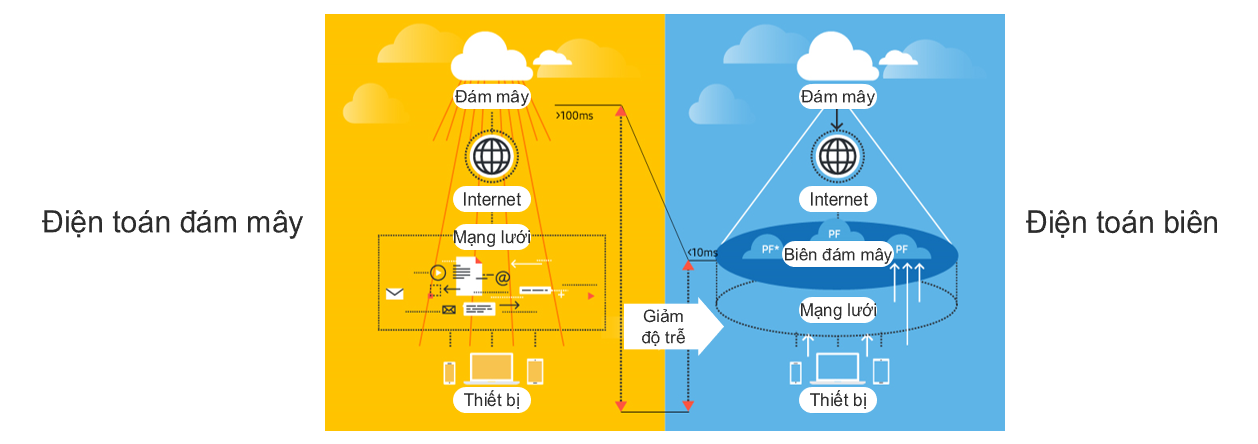 Điện toán đám mây
Đám mây
>100ms
Internet
Mạng lưới
@
Thiết bị
Giảm
độ trễ
Đám mây
Internet
<10ms
PF
PF*
PF
Biên đám mây
Mạng lưới
Thiết bị
Điện toán biên